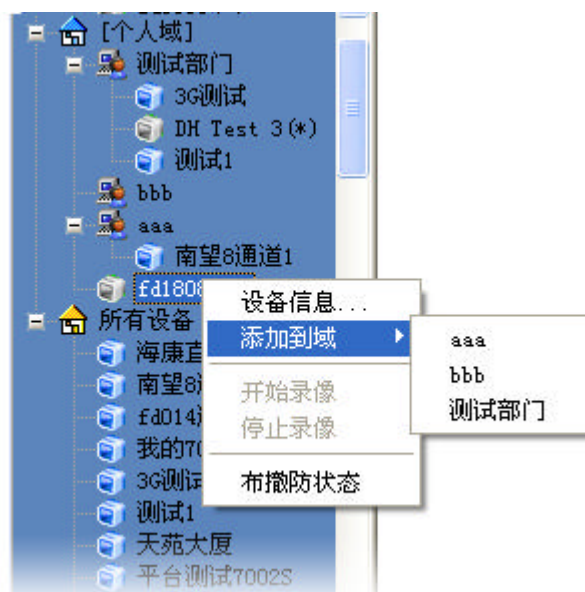 [个人域]
测试部门
3G测试
DH Test 3(*)
测试1
bbb
aaa
南望8通道1
fd1808
所有设备
海康直
南望8
fd014
我的70
3G测试
测试1
天苑大厦
平台测试7002S
设备信息...
添加到域
开始录像
停止录像
布撤防状态
aaa
bbb
测试部门